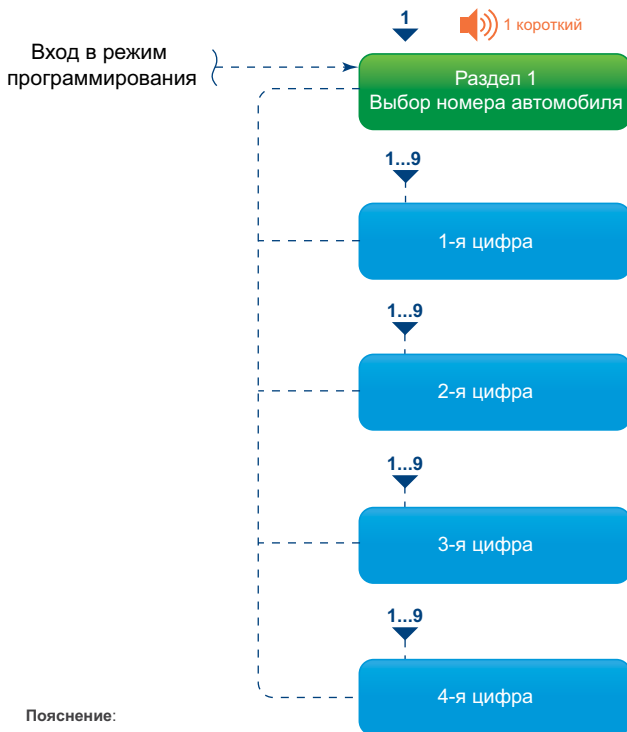 1
1 короткий
Вход в режим
программирования
Раздел 1
Выбор номера автомобиля
1...9
1-я цифра
1...9
2-я цифра
1...9
3-я цифра
1...9
4-я цифра
Пояснение: